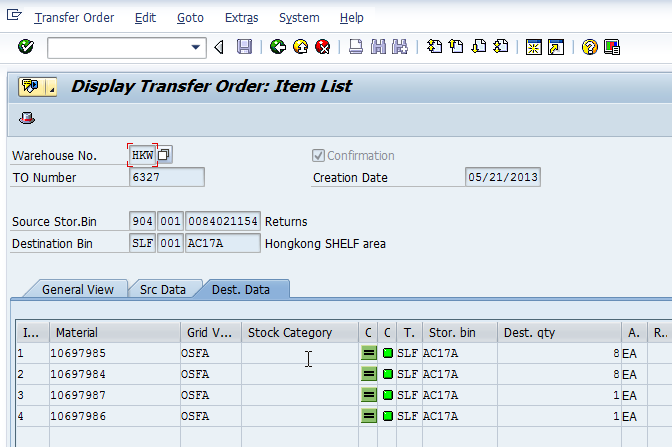 Transfer Order Edit Goto Extras System Help
Display Transfer Order: Item List
Warehouse No. HKW Confirmation
TO Number 6327 Creation Date 05/21/2013
Source Stor.Bin 904 001 0084021154 Returns
Destination Bin SLF 001 AC17A Hongkong SHELF area
General View Src Data Dest. Data
I... Material Grid V... Stock Category C C T. Stor. bin Dest. qty A. R..
1 10697985 OSFA SLF AC17A 8 EA
2 10697984 OSFA SLF AC17A 8 EA
3 10697987 OSFA SLF AC17A 1 EA
4 10697986 OSFA SLF AC17A 1 EA